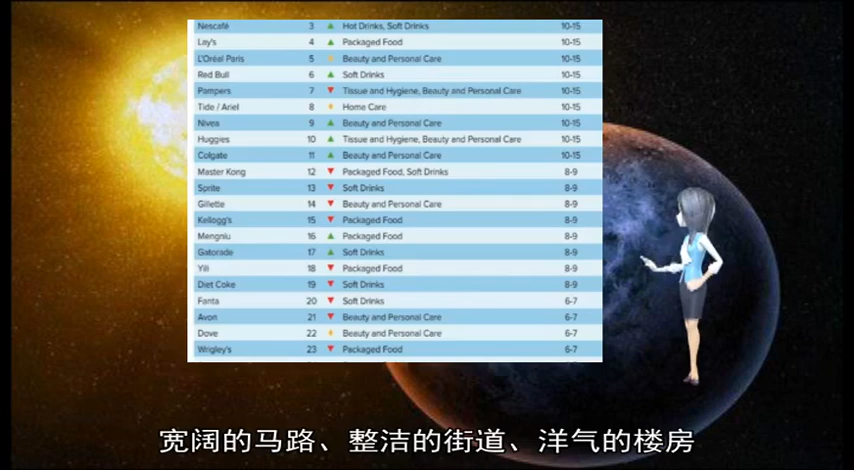 Nescafé 3 Hot Drinks, Soft Drinks 10-15
Lay's 4 Packaged Food 10-15
L'Oréal Paris 5 Beauty and Personal Care 10-15
Red Bull 6 Soft Drinks 10-15
Pampers 7 Tissue and Hygiene, Beauty and Personal Care 10-15
Tide / Ariel 8 Home Care 10-15
Nivea 9 Beauty and Personal Care 10-15
Huggies 10 Tissue and Hygiene, Beauty and Personal Care 10-15
Colgate 11 Beauty and Personal Care 10-15
Master Kong 12 Packaged Food, Soft Drinks 8-9
Sprite 13 Soft Drinks 8-9
Gillette 14 Beauty and Personal Care 8-9
Kellogg's 15 Packaged Food 8-9
Mengniu 16 Packaged Food 8-9
Gatorade 17 Soft Drinks 8-9
Yili 18 Packaged Food 8-9
Diet Coke 19 Soft Drinks 8-9
Fanta 20 Soft Drinks 6-7
Avon 21 Beauty and Personal Care 6-7
Dove 22 Beauty and Personal Care 6-7
Wrigley's 23 Packaged Food 6-7
宽阔的马路、整洁的街道、洋气的楼房